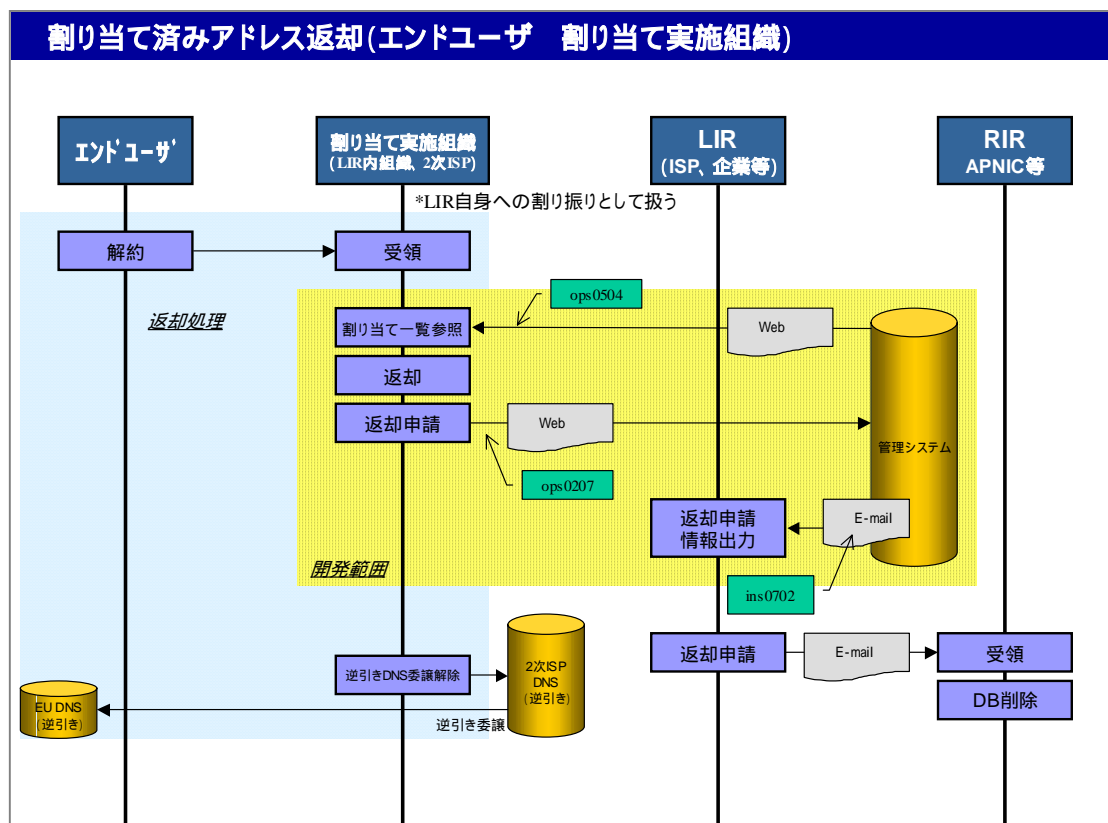 割り当て済みアドレス返却(エンドユーザ　割り当て実施組織)
エンドユーザ
割り当て実施組織
(LIR内組織、2次ISP)
LIR
(ISP、企業等)
RIR
APNIC等
*LIR自身への割り振りとして扱う
解約
受領
返却処理
ops0504
割り当て一覧参照
Web
返却
返却申請
Web
管理システム
ops0207
返却申請
情報出力
E-mail
開発範囲
ins0702
返却申請
E-mail
受領
逆引きDNS委譲解除
2次ISP
DNS
(逆引き)
DB削除
EU DNS
(逆引き)
逆引き委譲